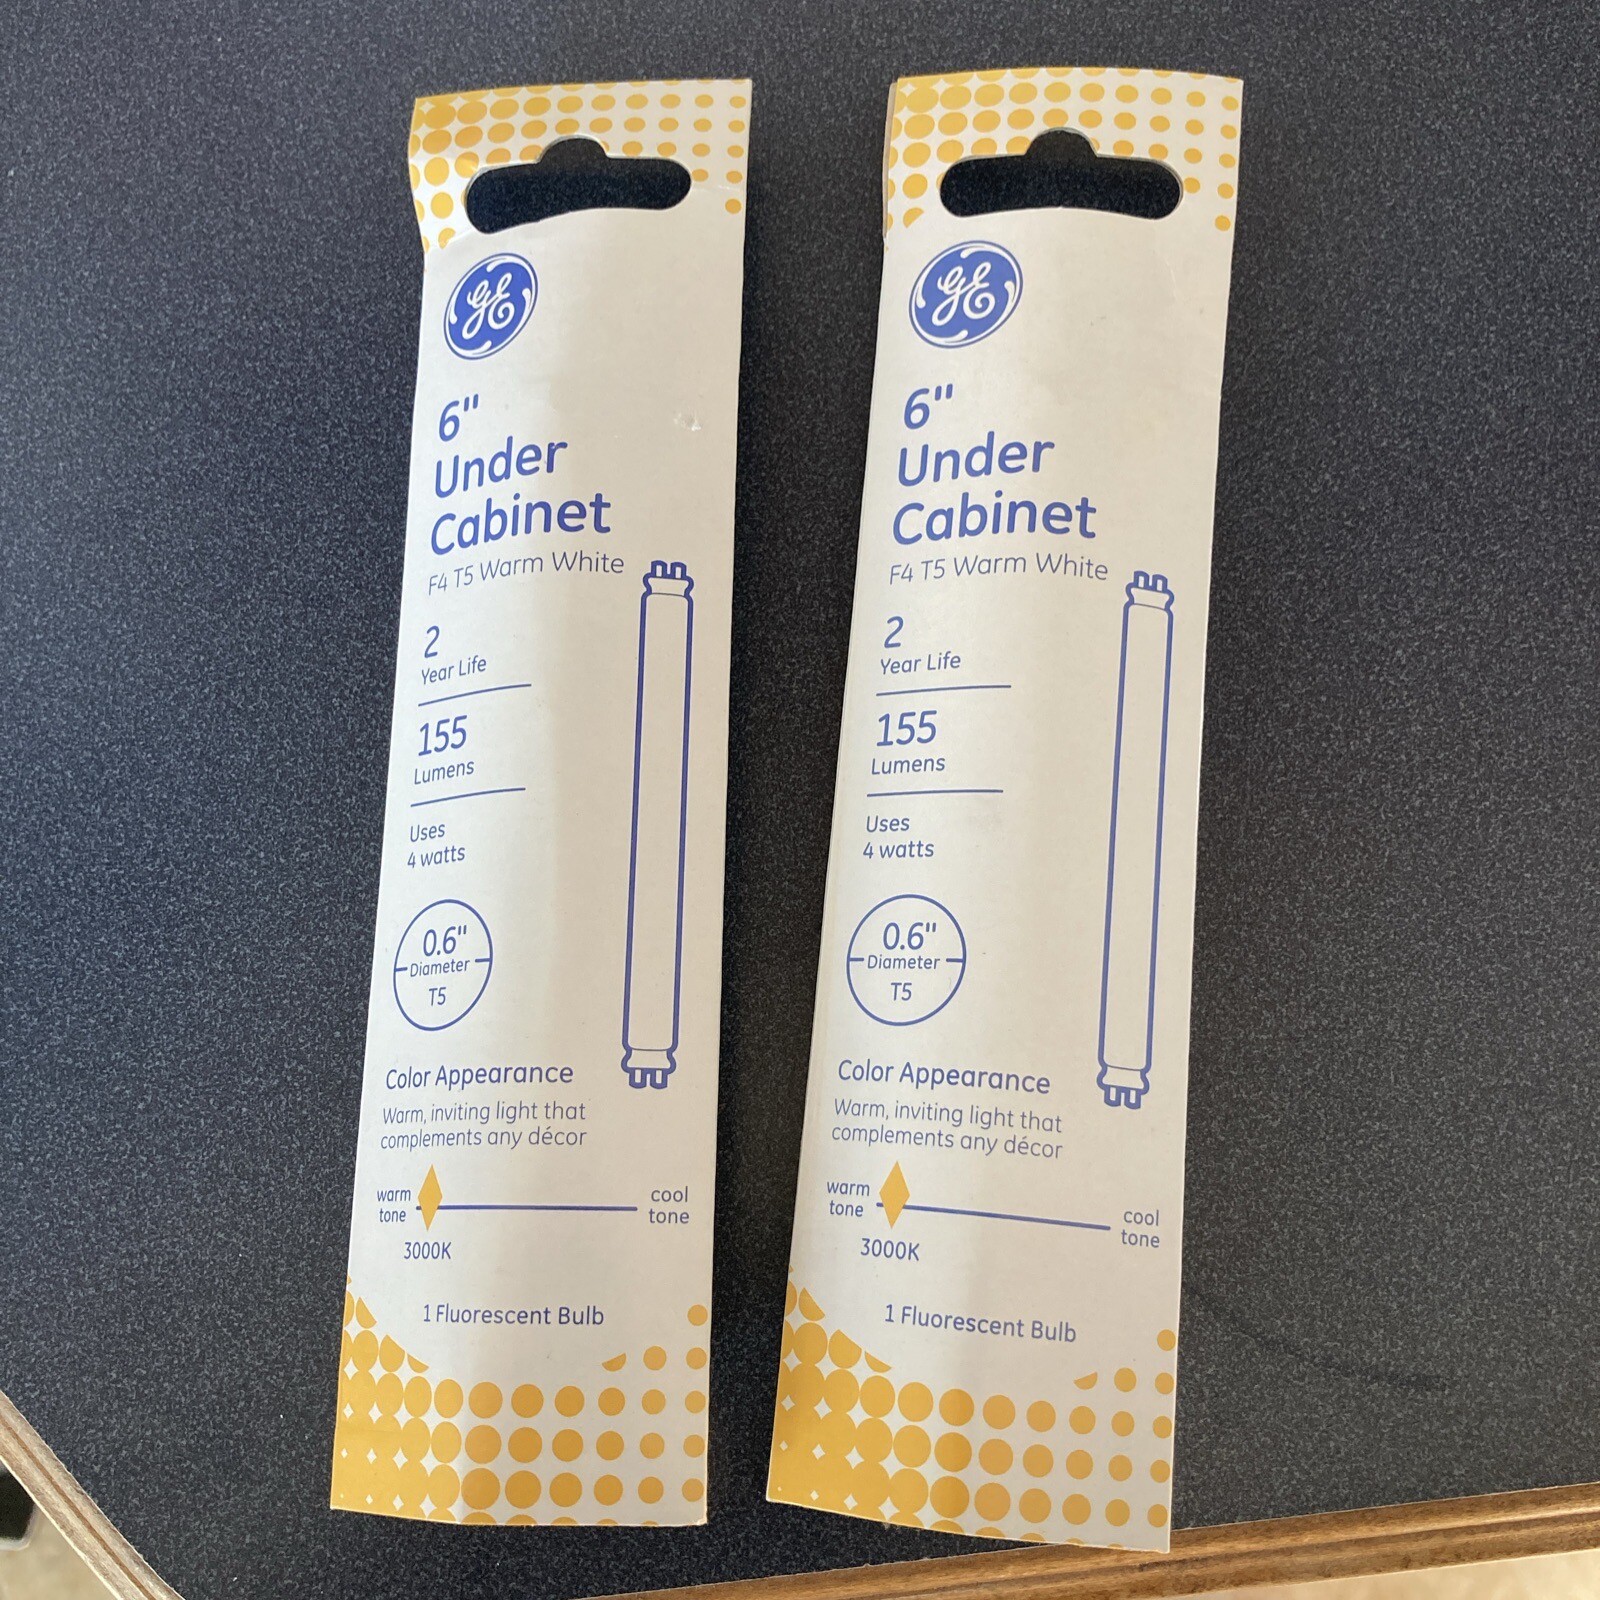 GE
6"
Under
Cabinet
F4 T5 Warm White
2
Year Life
155
Lumens
Uses
4 watts
0.6"
Diameter
T5
Color Appearance
Warm, inviting light that
complements any décor
warm
tone
cool
tone
3000K
1 Fluorescent Bulb
GE
6"
Under
Cabinet
F4 T5 Warm White
2
Year Life
155
Lumens
Uses
4 watts
0.6"
Diameter
T5
Color Appearance
Warm, inviting light that
complements any décor
warm
tone
cool
tone
3000K
1 Fluorescent Bulb